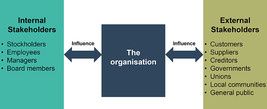 Internal
Stakeholders
• Stockholders
• Employees
• Managers
• Board members
Influence
The
organisation
Influence
External
Stakeholders
• Customers
• Suppliers
• Creditors
• Governments
• Unions
• Local communities
• General public